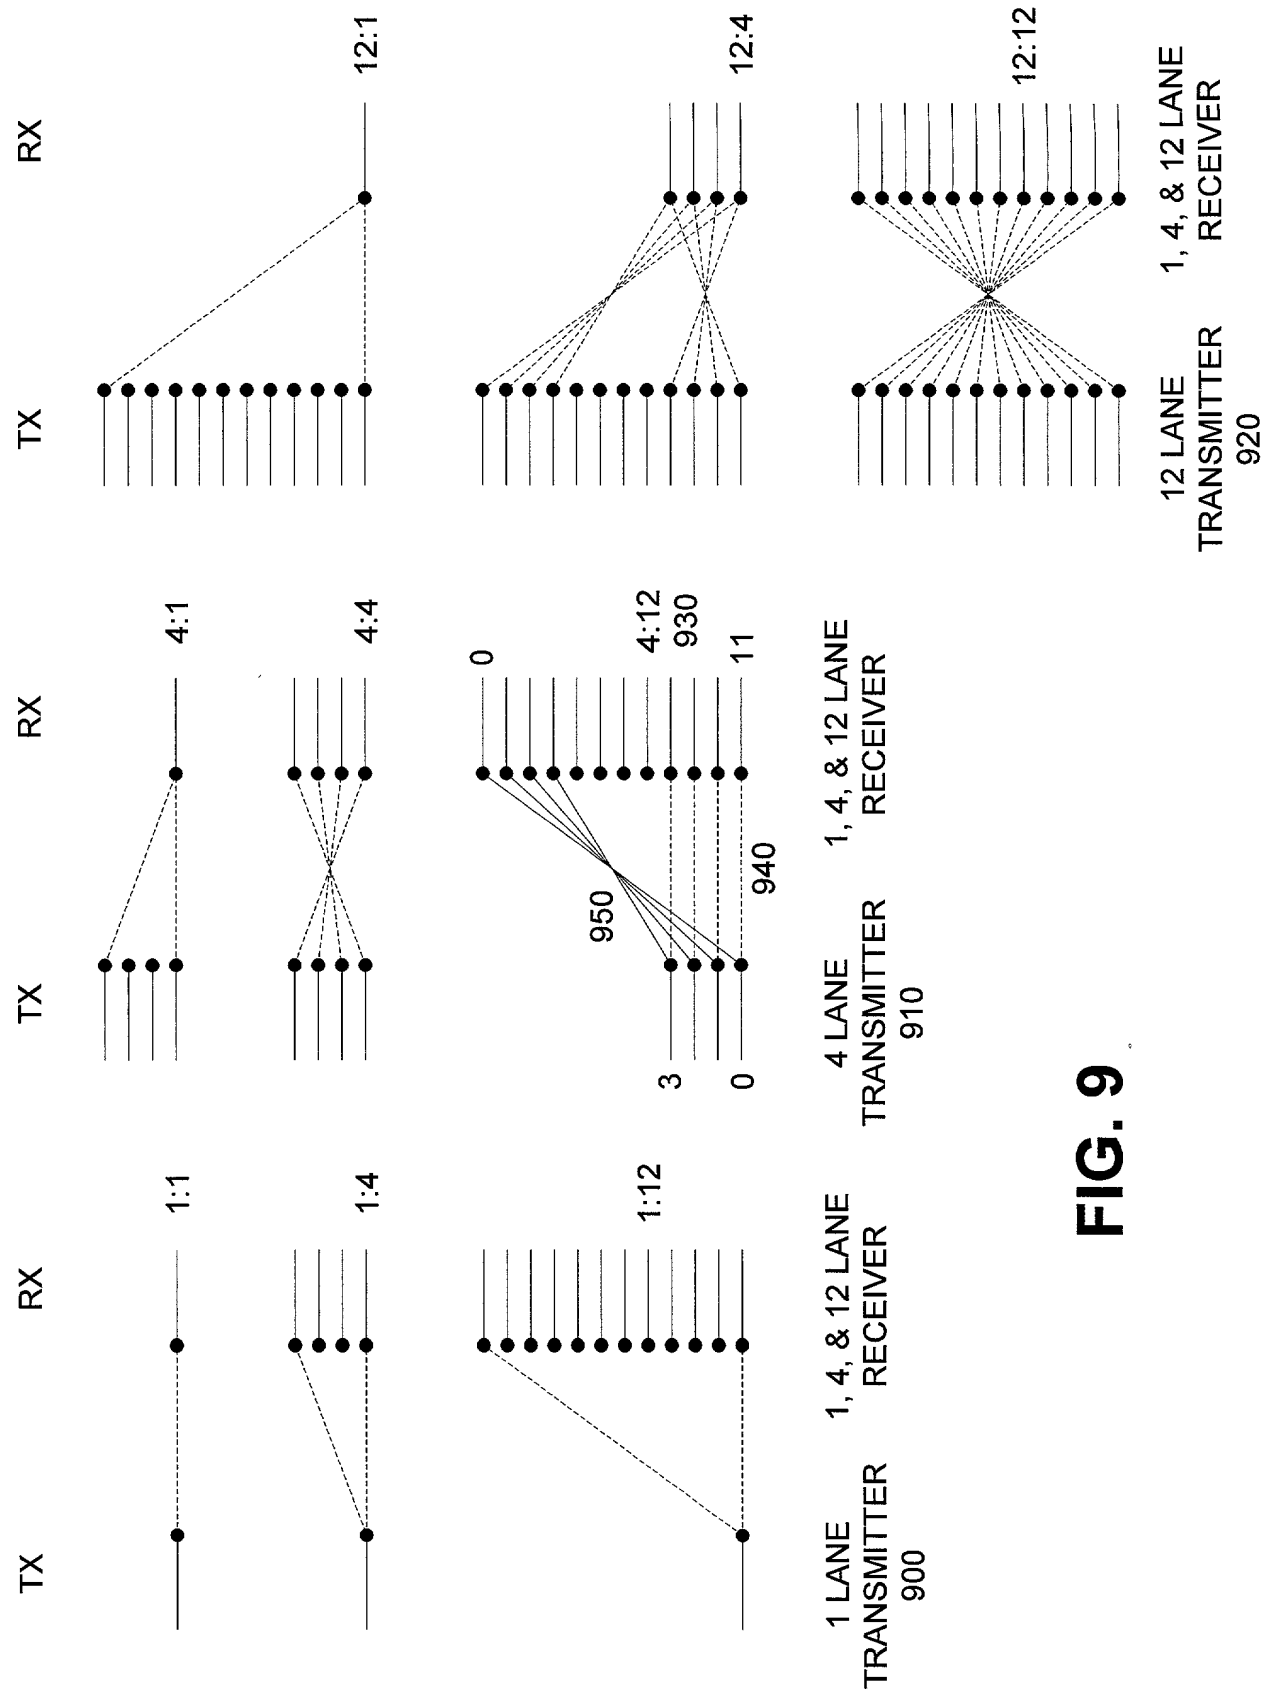 TX
RX
1:1
1:4
1:12
1 LANE
TRANSMITTER
900
1, 4, & 12 LANE
RECEIVER
TX
RX
4:1
4:4
0
4:12
930
11
950
940
3
0
4 LANE
TRANSMITTER
910
1, 4, & 12 LANE
RECEIVER
TX
RX
12:1
12:4
12:12
12 LANE
TRANSMITTER
920
1, 4, & 12 LANE
RECEIVER
FIG. 9